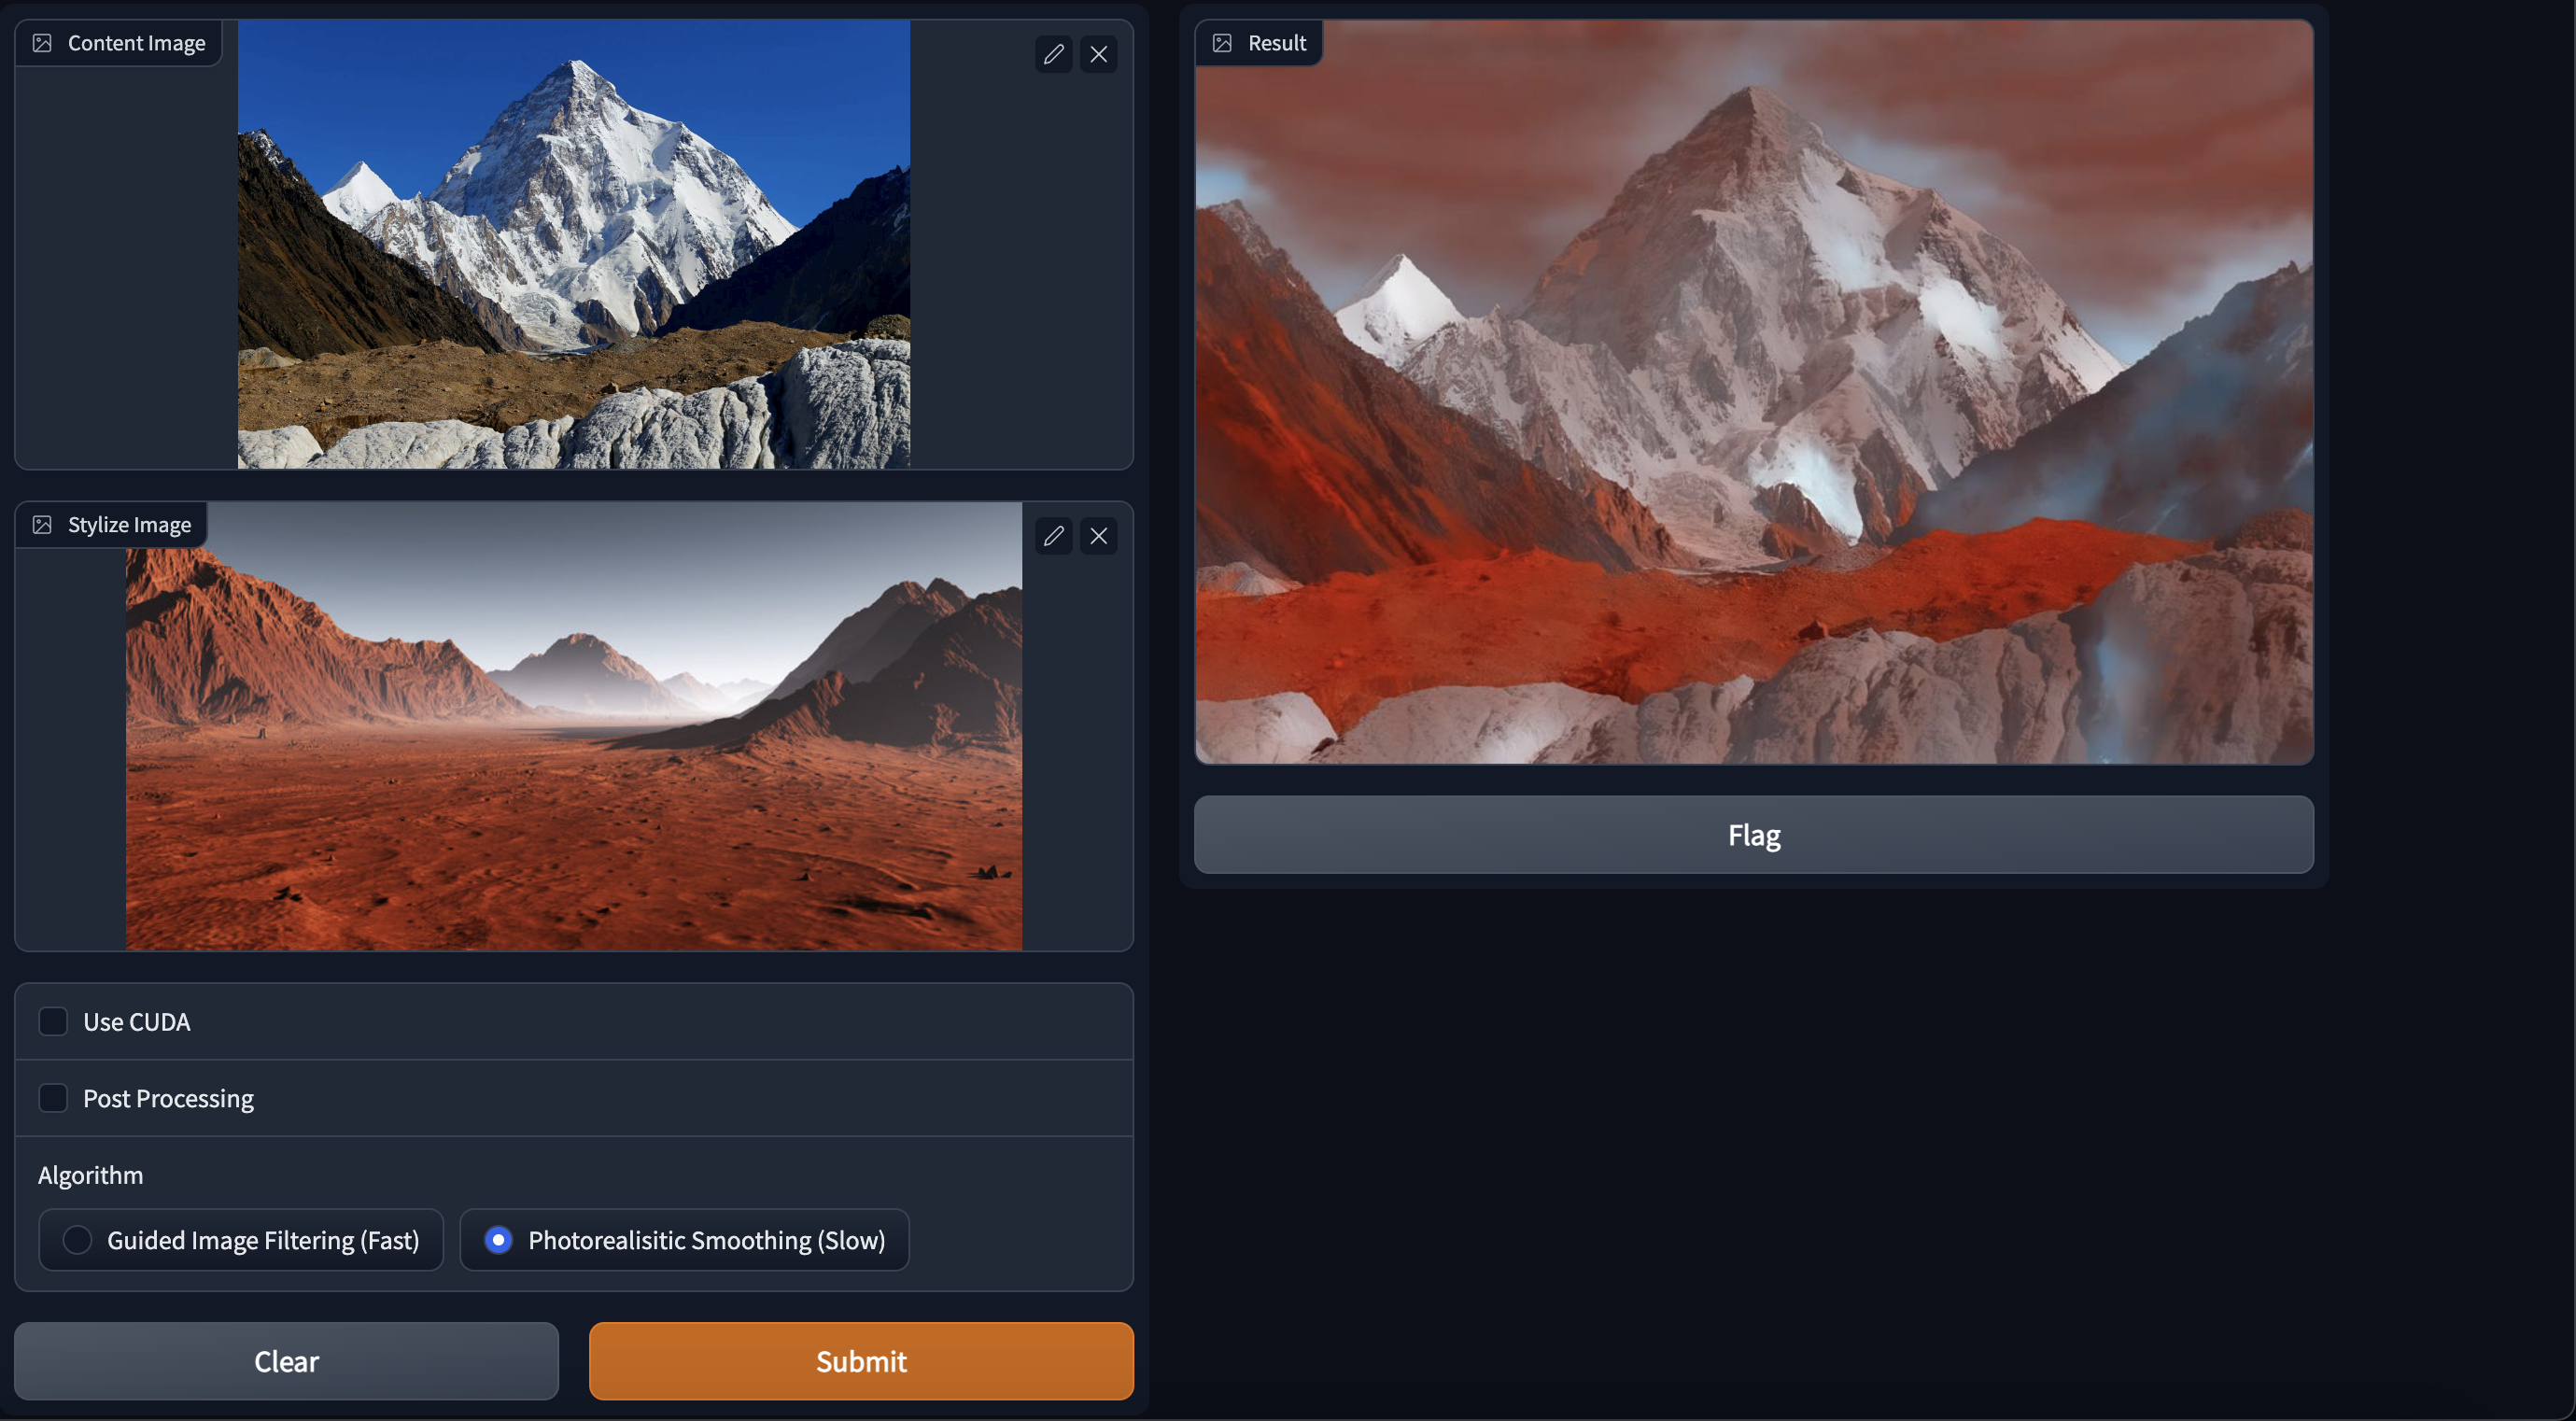 Content Image
Stylize Image
Use CUDA
Post Processing
Algorithm
Guided Image Filtering (Fast)
Photorealisitic Smoothing (Slow)
Clear
Submit
Result
Flag